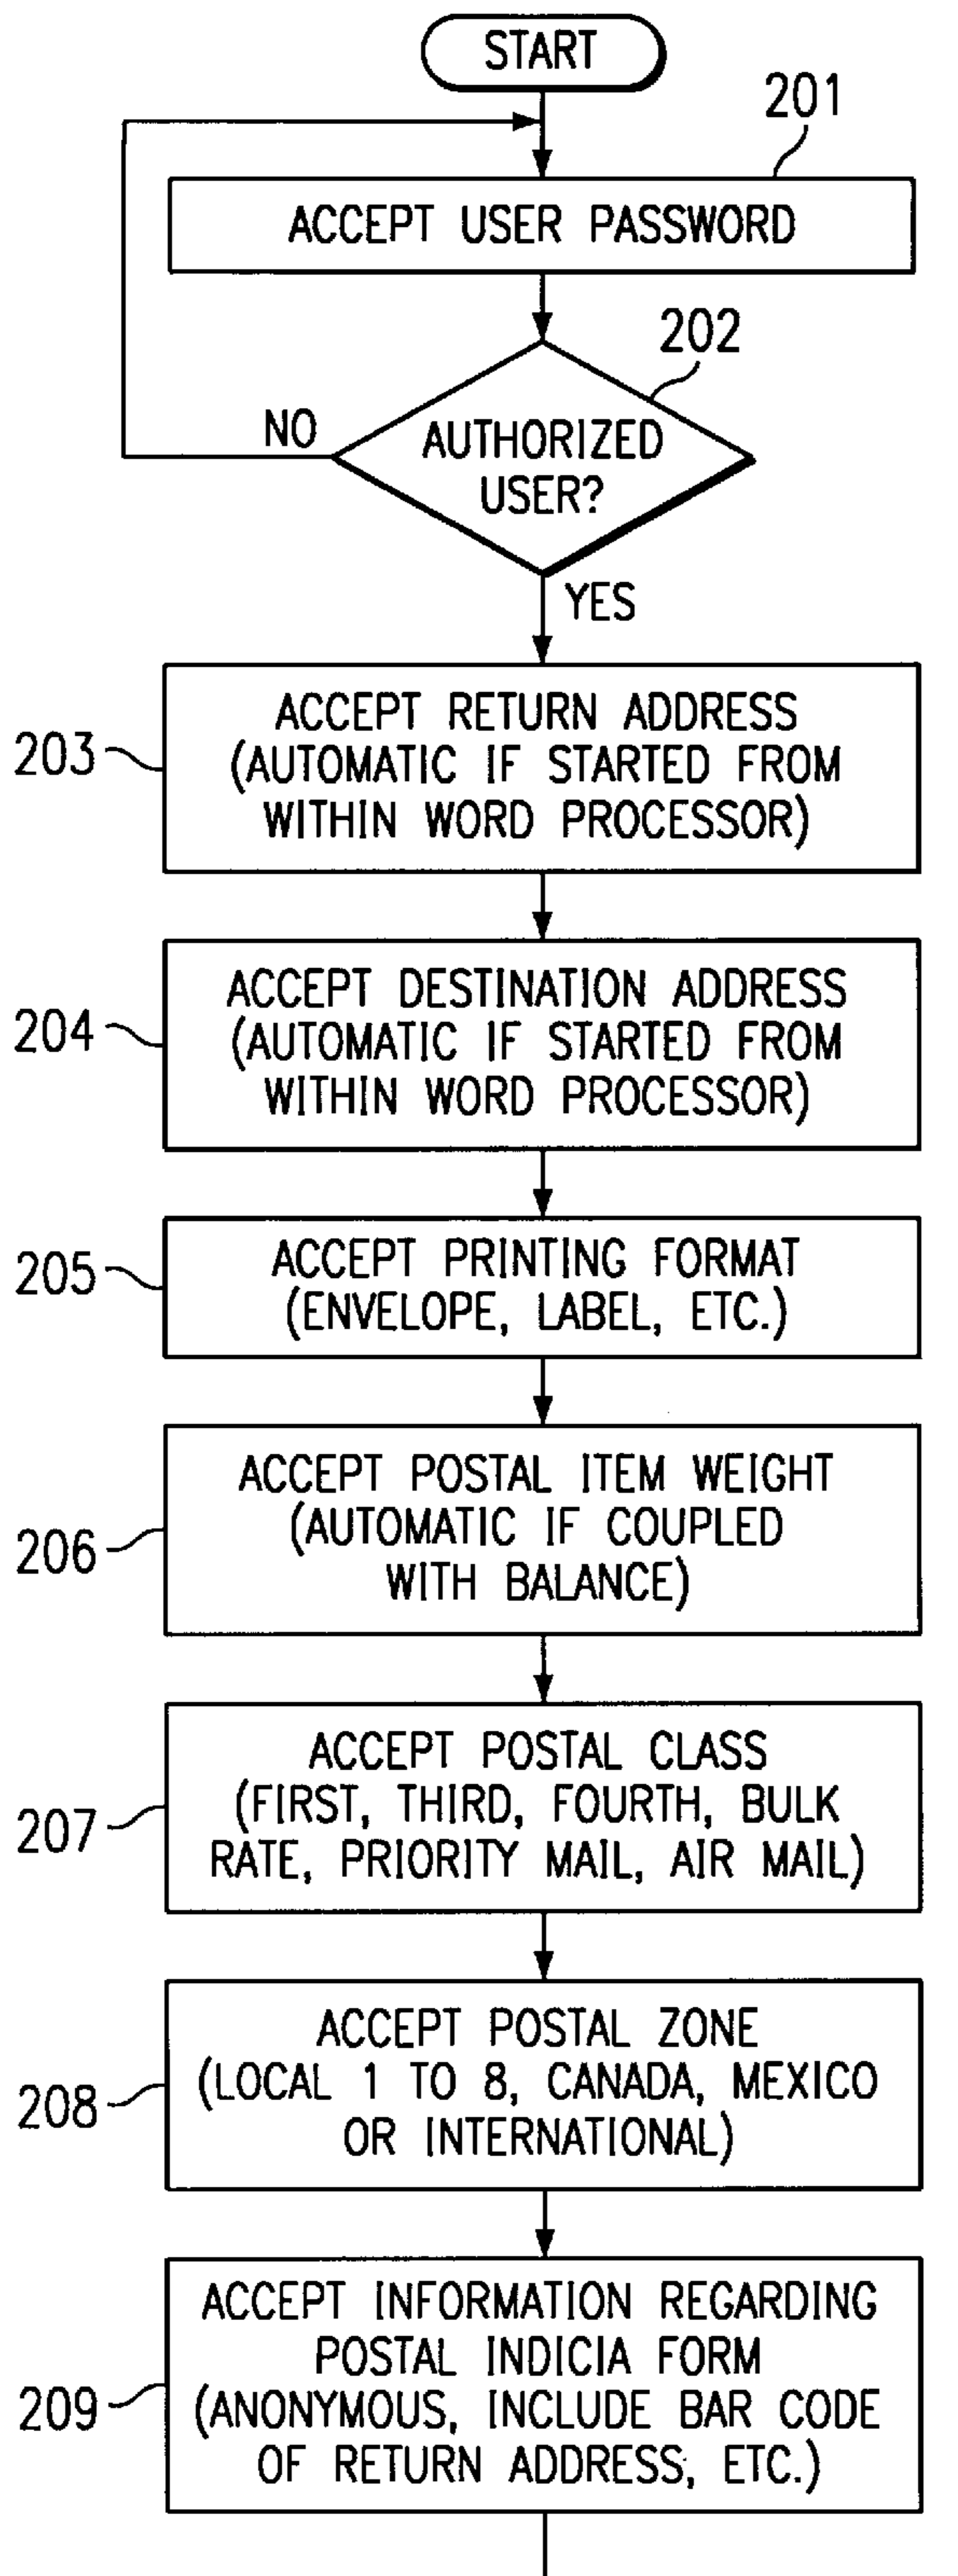 START
201
ACCEPT USER PASSWORD
202
AUTHORIZED
USER?
NO
YES
203
ACCEPT RETURN ADDRESS
(AUTOMATIC IF STARTED FROM
WITHIN WORD PROCESSOR)
204
ACCEPT DESTINATION ADDRESS
(AUTOMATIC IF STARTED FROM
WITHIN WORD PROCESSOR)
205
ACCEPT PRINTING FORMAT
(ENVELOPE, LABEL, ETC.)
206
ACCEPT POSTAL ITEM WEIGHT
(AUTOMATIC IF COUPLED
WITH BALANCE)
207
ACCEPT POSTAL CLASS
(FIRST, THIRD, FOURTH, BULK
RATE, PRIORITY MAIL, AIR MAIL)
208
ACCEPT POSTAL ZONE
(LOCAL 1 TO 8, CANADA, MEXICO
OR INTERNATIONAL)
209
ACCEPT INFORMATION REGARDING
POSTAL INDICIA FORM
(ANONYMOUS, INCLUDE BAR CODE
OF RETURN ADDRESS, ETC.)